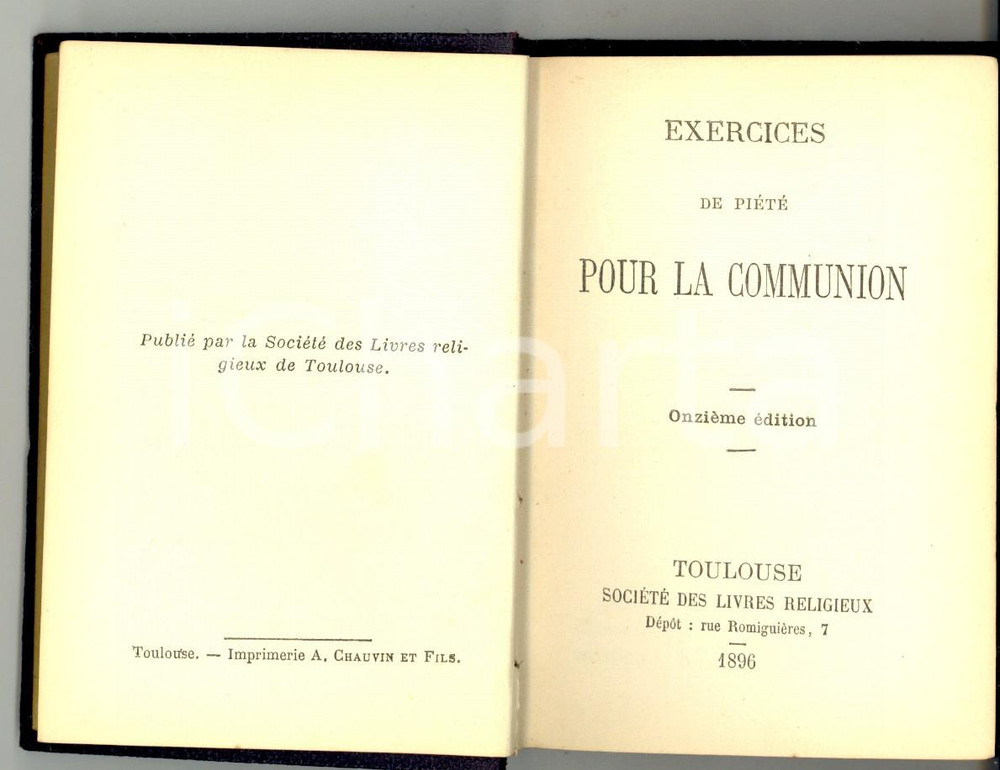 Publié par la Société des Livres reli-
gieux de Toulouse.
Toulouse. — Imprimerie A. CHAUVIN ET FILS.
EXERCICES
DE PIÉTÉ
POUR LA COMMUNION
Onzième édition
TOULOUSE
SOCIÉTÉ DES LIVRES RELIGIEUX
Dépôt : rue Romiguières, 7
1896
iCharta